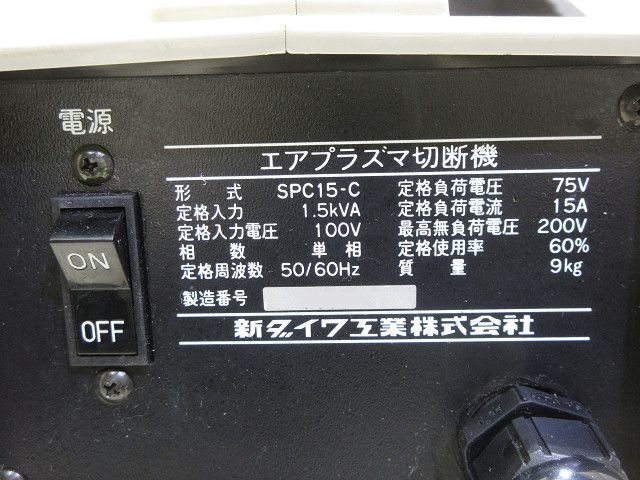 電源
ON
OFF
エアプラズマ切断機
形 式 SPC15-C 定格負荷電圧 75V
定格入力 1.5kVA 定格負荷電流 15A
定格入力電圧 100V 最高無負荷電圧 200V
相 数 単相 定格使用率 60%
定格周波数 50/60Hz 質 量 9kg
製造番号
新ダイワ工業株式会社